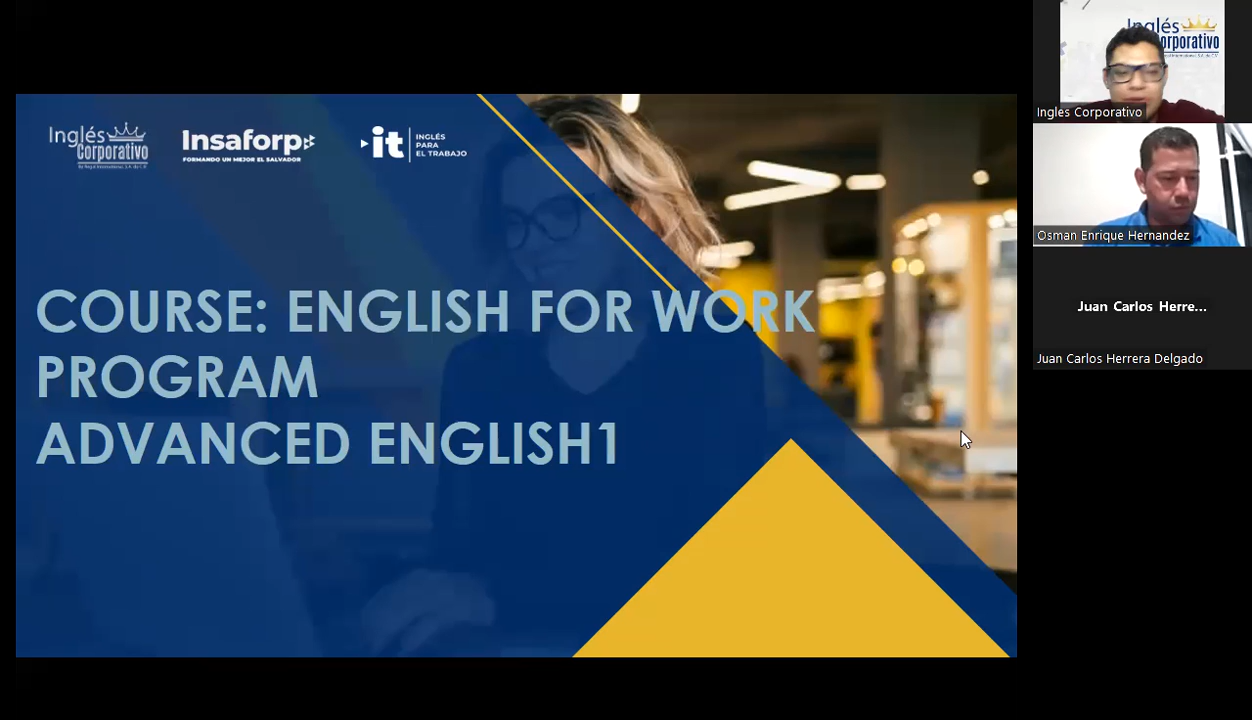 Inglés
Corporativo
Insaforp
FORMANDO UN MEJOR EL SALVADOR
it
INGLÉS
PARA
EL TRABAJO
COURSE: ENGLISH FOR WORK
PROGRAM
ADVANCED ENGLISH1
Inglés
orporativo
Ingles Corporativo
Osman Enrique Hernandez
Juan Carlos Herre...
Juan Carlos Herrera Delgado